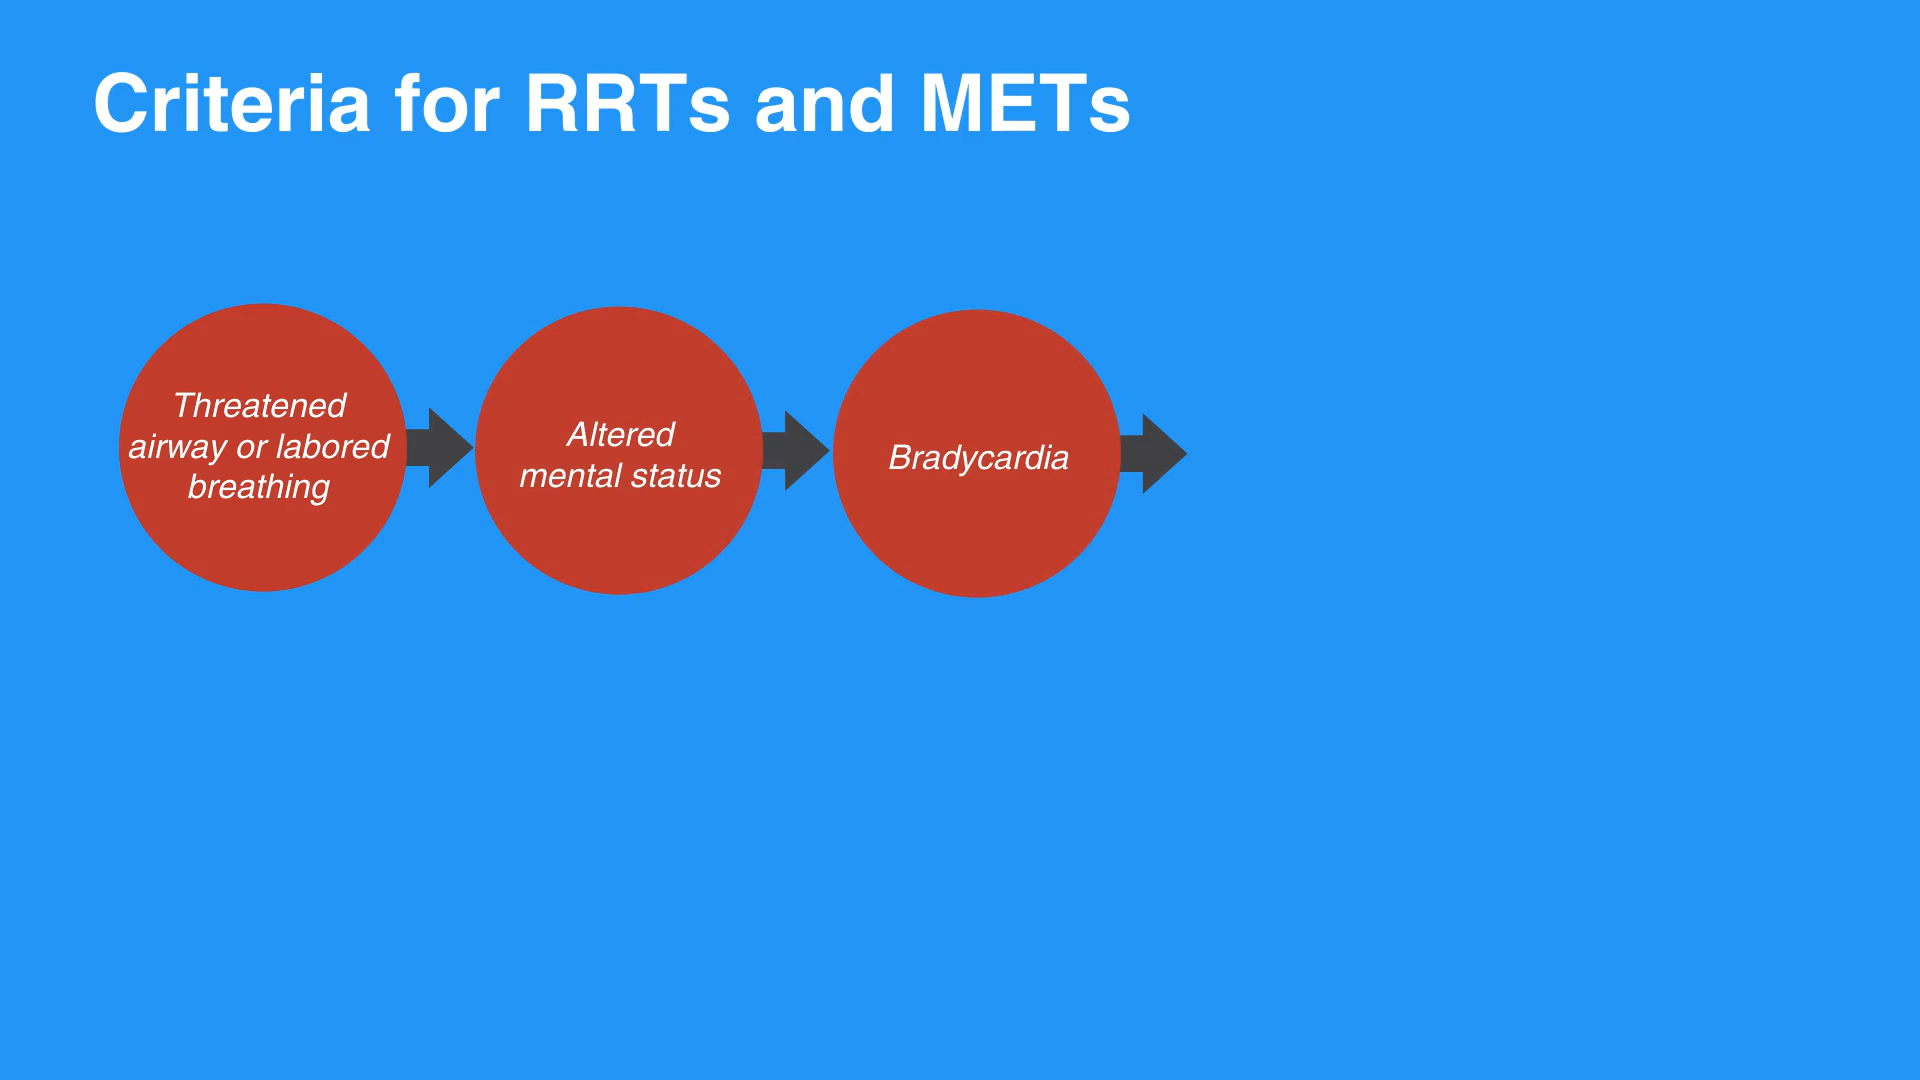 Criteria for RRTs and METs
Threatened
airway or labored
breathing
Altered
mental status
Bradycardia